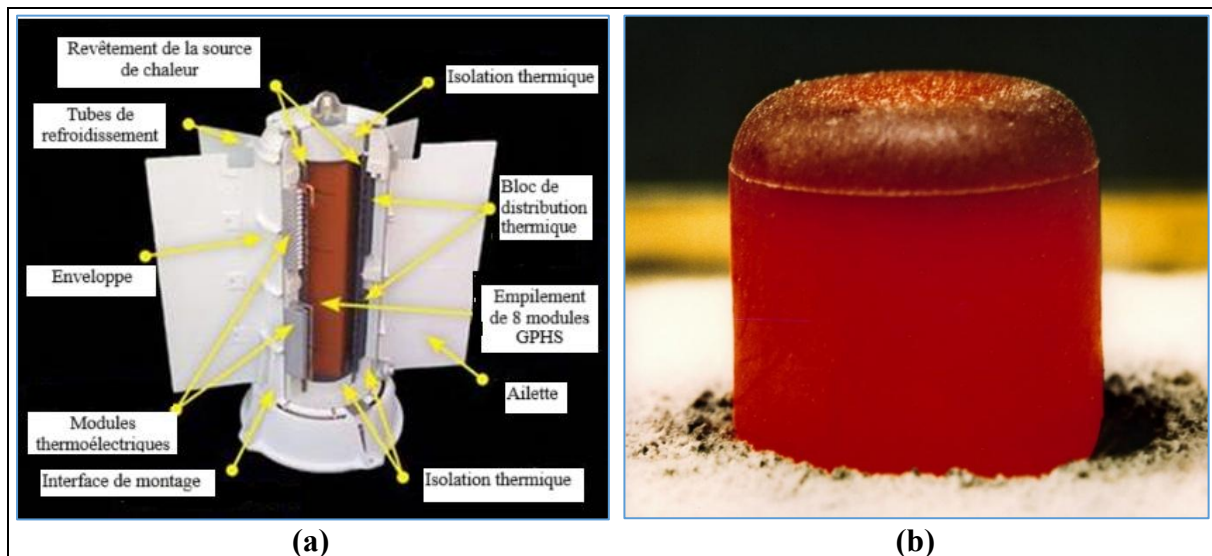 Revêtement de la source
de chaleur
Isolation thermique
Tubes de
refroidissement
Bloc de
distribution
thermique
Enveloppe
Empilement
de 8 modules
GPHS
Ailette
Modules
thermoélectriques
Interface de montage
Isolation thermique
(a)
(b)